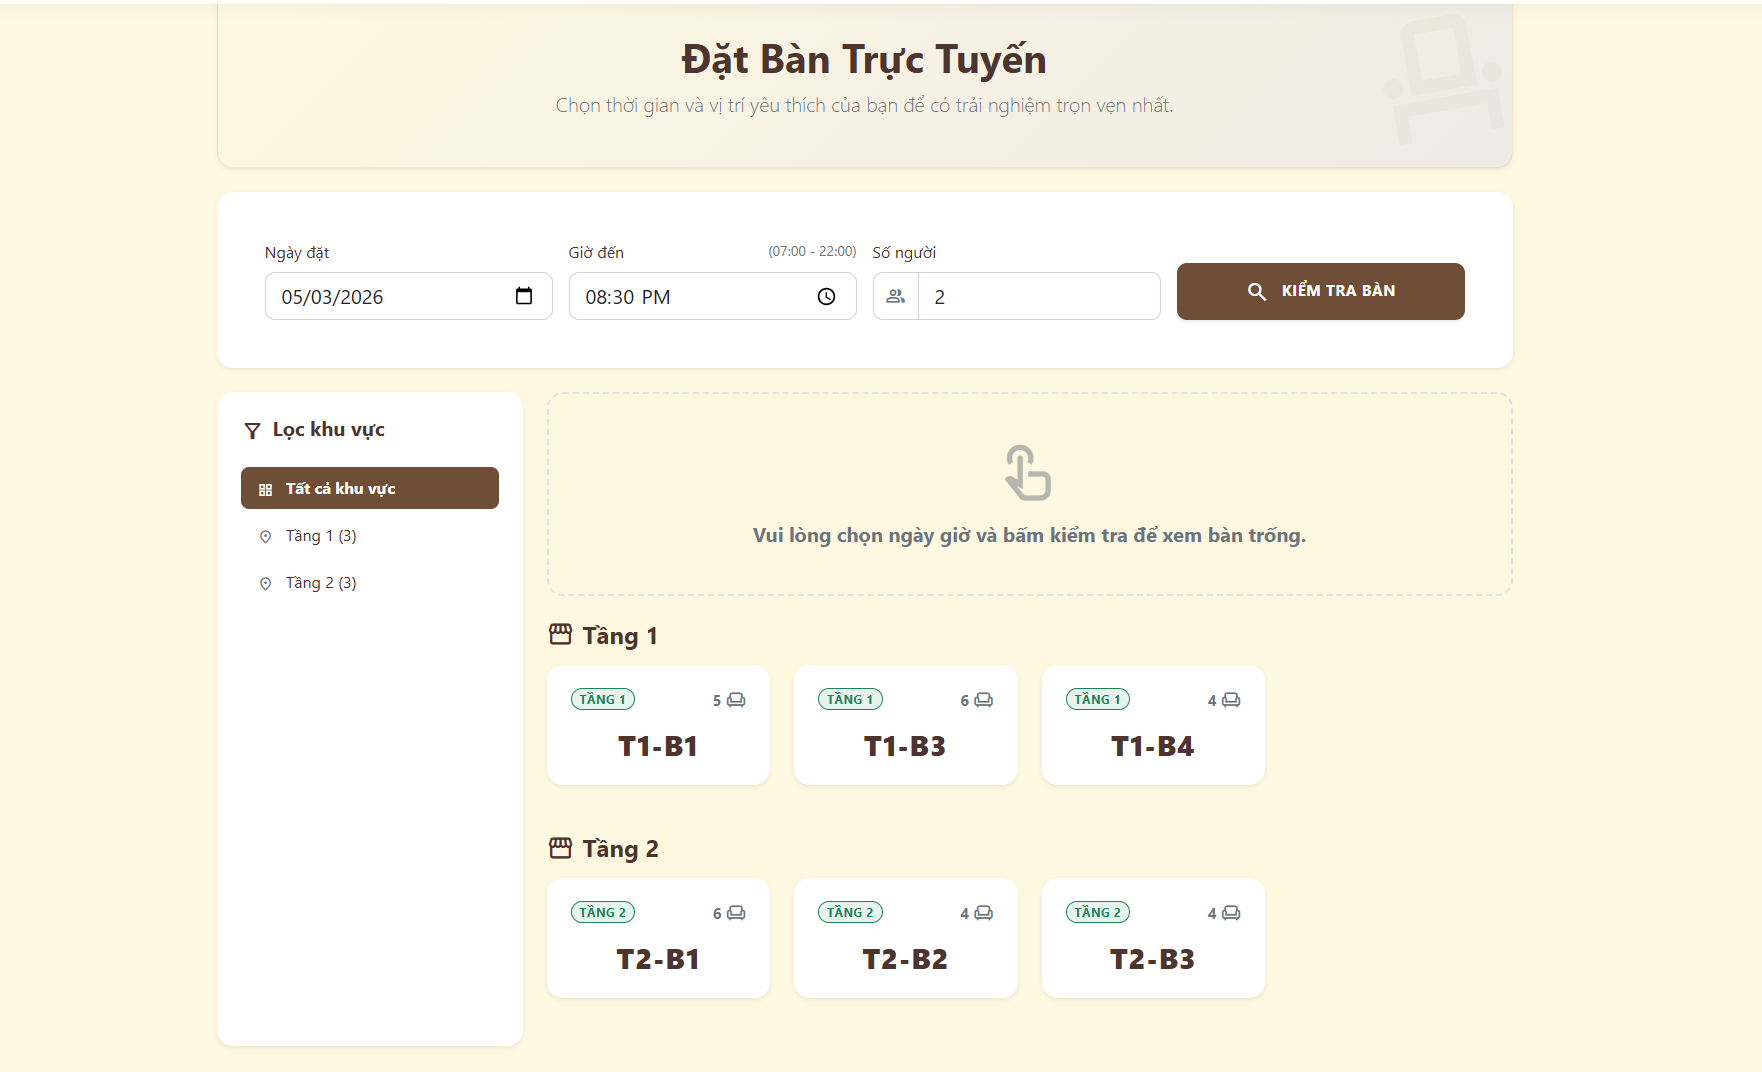 Đặt Bàn Trực Tuyến
Chọn thời gian và vị trí yêu thích của bạn để có trải nghiệm trọn vẹn nhất.
Ngày đặt
Giờ đến (07:00 - 22:00)
Số người
05/03/2026
08:30 PM
2
KIỂM TRA BÀN
Lọc khu vực
Tất cả khu vực
Tầng 1 (3)
Tầng 2 (3)
Vui lòng chọn ngày giờ và bấm kiểm tra để xem bàn trống.
Tầng 1
TẦNG 1 5
T1-B1
TẦNG 1 6
T1-B3
TẦNG 1 4
T1-B4
Tầng 2
TẦNG 2 6
T2-B1
TẦNG 2 4
T2-B2
TẦNG 2 4
T2-B3